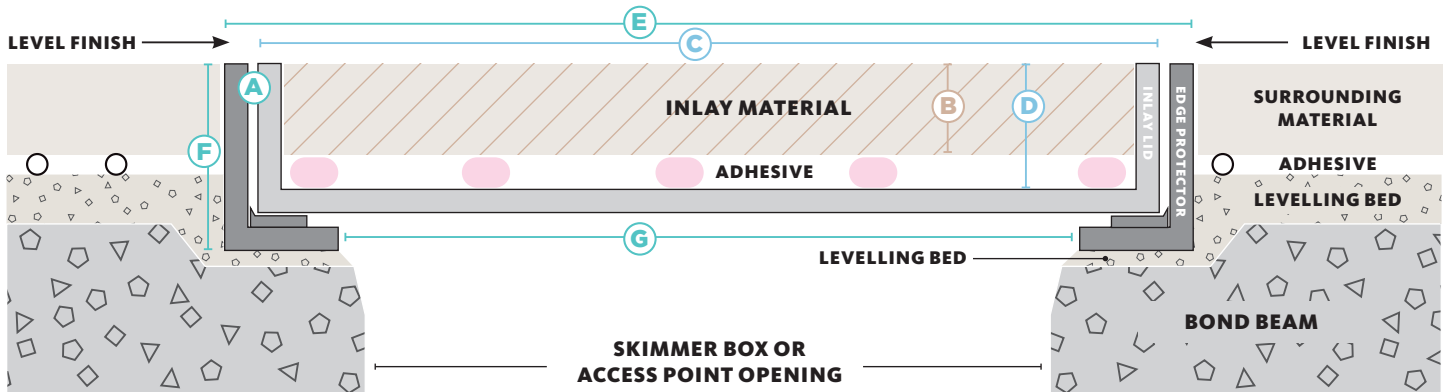 E
LEVEL FINISH
C
LEVEL FINISH
A
B
D
INLAY MATERIAL
INLAY LID
EDGE PROTECTOR
SURROUNDING
MATERIAL
F
ADHESIVE
ADHESIVE
LEVELLING BED
G
LEVELLING BED
BOND BEAM
SKIMMER BOX OR
ACCESS POINT OPENING